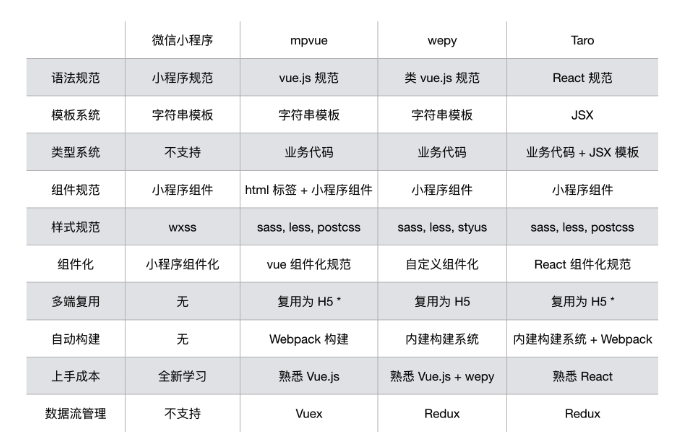 微信小程序 mpvue wepy Taro
语法规范 小程序规范 vue.js 规范 类 vue.js 规范 React 规范
模板系统 字符串模板 字符串模板 字符串模板 JSX
类型系统 不支持 业务代码 业务代码 业务代码 + JSX 模板
组件规范 小程序组件 html 标签 + 小程序组件 小程序组件 小程序组件
样式规范 wxss sass, less, postcss sass, less, styus sass, less, postcss
组件化 小程序组件化 vue 组件化规范 自定义组件化 React 组件化规范
多端复用 无 复用为 H5 * 复用为 H5 复用为 H5 *
自动构建 无 Webpack 构建 内建构建系统 内建构建系统 + Webpack
上手成本 全新学习 熟悉 Vue.js 熟悉 Vue.js + wepy 熟悉 React
数据流管理 不支持 Vuex Redux Redux